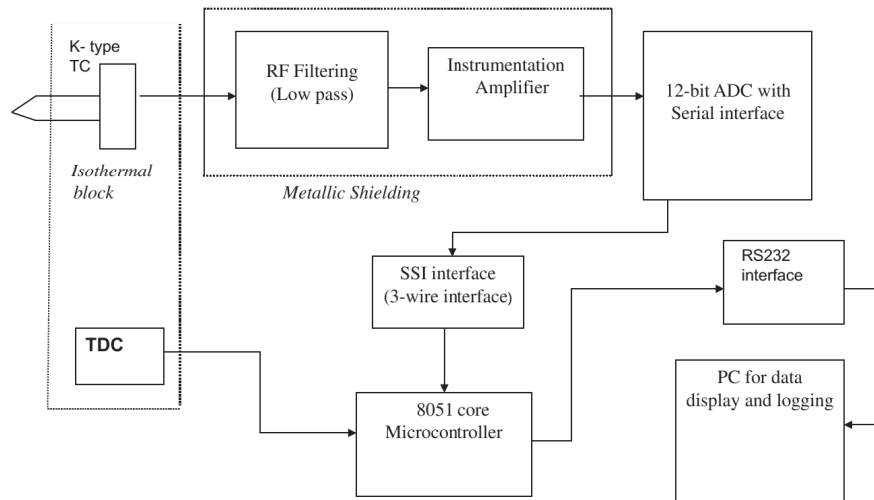 K- type
TC
RF Filtering
(Low pass)
Instrumentation
Amplifier
12-bit ADC with
Serial interface
Isothermal
block
Metallic Shielding
SSI interface
(3-wire interface)
RS232
interface
TDC
8051 core
Microcontroller
PC for data
display and logging